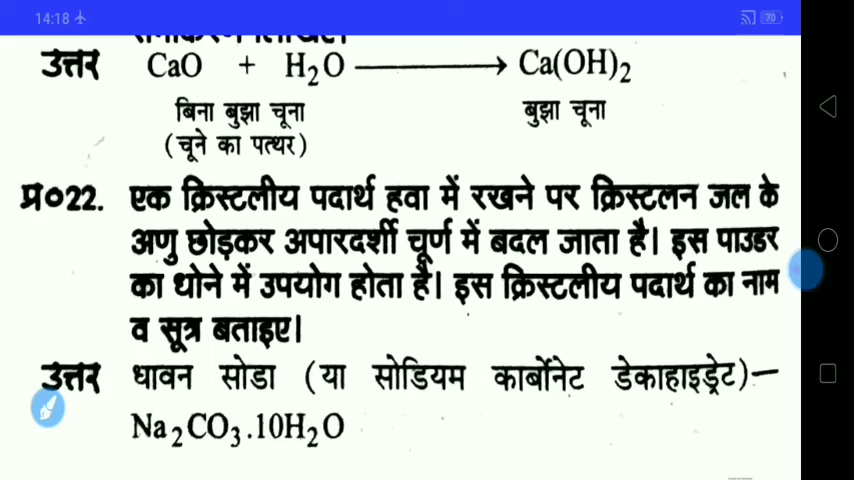 14:18
70
उत्तर CaO + H₂O ⟶ Ca(OH)₂
बिना बुझा चूना बुझा चूना
(चूने का पत्थर)
प्र०22. एक क्रिस्टलीय पदार्थ हवा में रखने पर क्रिस्टलन जल के
अणु छोड़कर अपारदर्शी चूर्ण में बदल जाता है। इस पाउडर
का धोने में उपयोग होता है। इस क्रिस्टलीय पदार्थ का नाम
व सूत्र बताइए।
उत्तर धावन सोडा (या सोडियम कार्बोनेट डेकाहाइड्रेट)—
Na₂CO₃.10H₂O